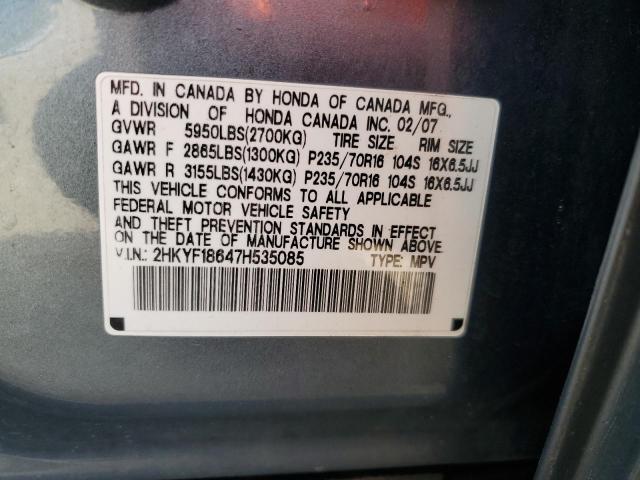 MFD. IN CANADA BY HONDA OF CANADA MFG.,
A DIVISION OF HONDA CANADA INC. 02/07
GVWR 5950LBS(2700KG) TIRE SIZE RIM SIZE
GAWR F 2865LBS(1300KG) P235/70R16 104S 16X6.5JJ
GAWR R 3155LBS(1430KG) P235/70R16 104S 16X6.5JJ
THIS VEHICLE CONFORMS TO ALL APPLICABLE
FEDERAL MOTOR VEHICLE SAFETY
AND THEFT PREVENTION STANDARDS IN EFFECT
ON THE DATE OF MANUFACTURE SHOWN ABOVE
V.I.N.: 2HKYF18647H535085 TYPE: MPV